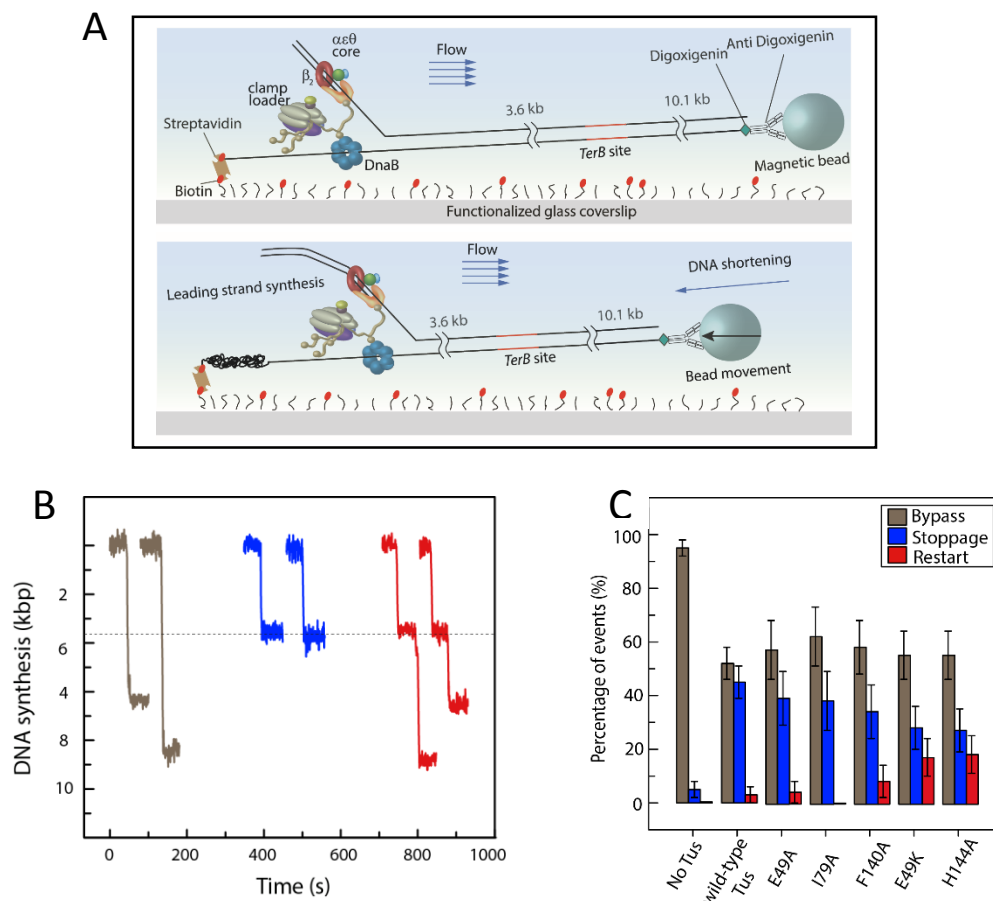 A
αεθ
core
β2
clamp
loader
Streptavidin
Biotin
DnaB
Flow
3.6 kb
TerB site
10.1 kb
Digoxigenin
Anti Digoxigenin
Magnetic bead
Functionalized glass coverslip
Leading strand synthesis
Flow
3.6 kb
TerB site
10.1 kb
DNA shortening
Bead movement
B
DNA synthesis (kbp)
2
6
4
8
10
0
200
400
600
800
1000
Time (s)
C
Bypass
Stoppage
Restart
Percentage of events (%)
100
80
60
40
20
0
No Tus
wild-type
Tus
E49A
I79A
F140A
E49K
H144A